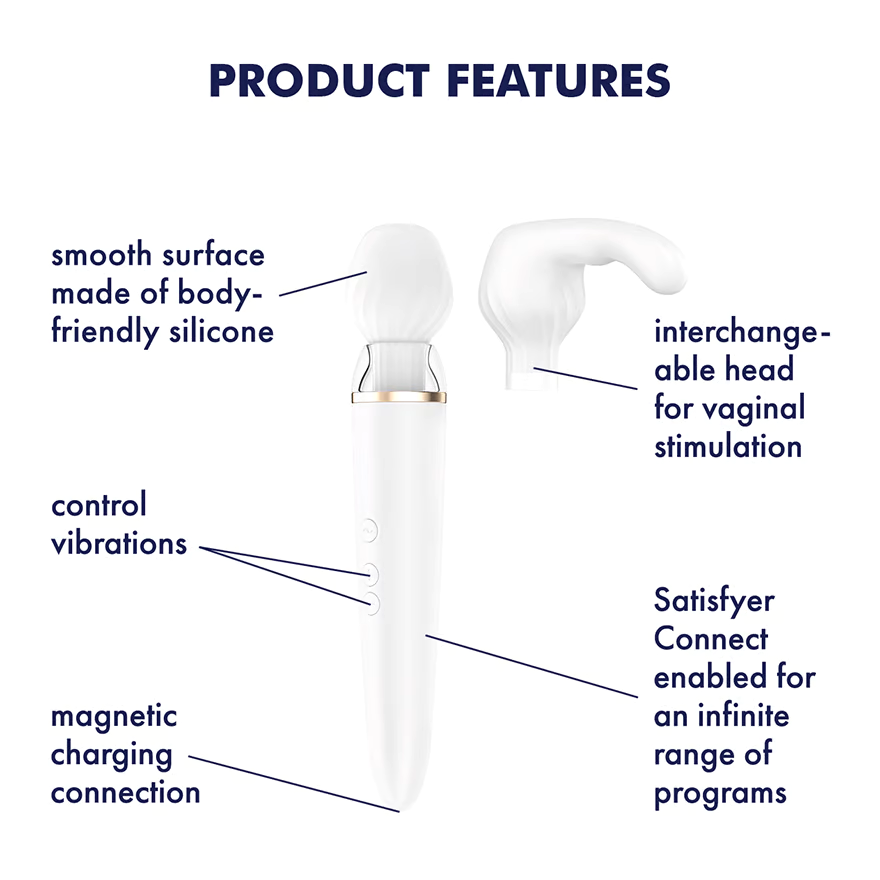 PRODUCT FEATURES
smooth surface
made of body-
friendly silicone
interchange-
able head
for vaginal
stimulation
control
vibrations
Satisfyer
Connect
enabled for
an infinite
range of
programs
magnetic
charging
connection